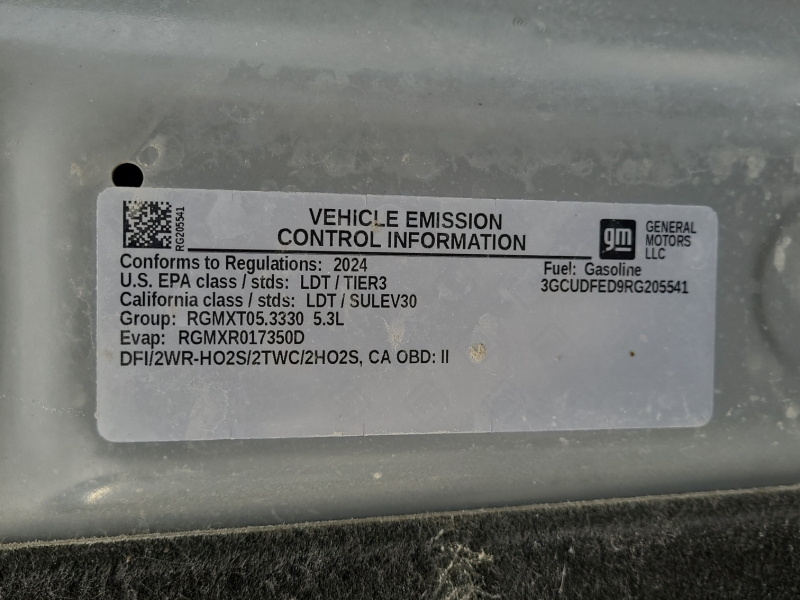 RG205541
VEHICLE EMISSION
CONTROL INFORMATION
gm
GENERAL
MOTORS
LLC
Conforms to Regulations: 2024
U.S. EPA class / stds: LDT / TIER3
California class / stds: LDT / SULEV30
Group: RGMXT05.3330 5.3L
Evap: RGMXR017350D
DFI/2WR-HO2S/2TWC/2HO2S, CA OBD: II
Fuel: Gasoline
3GCUDFED9RG205541